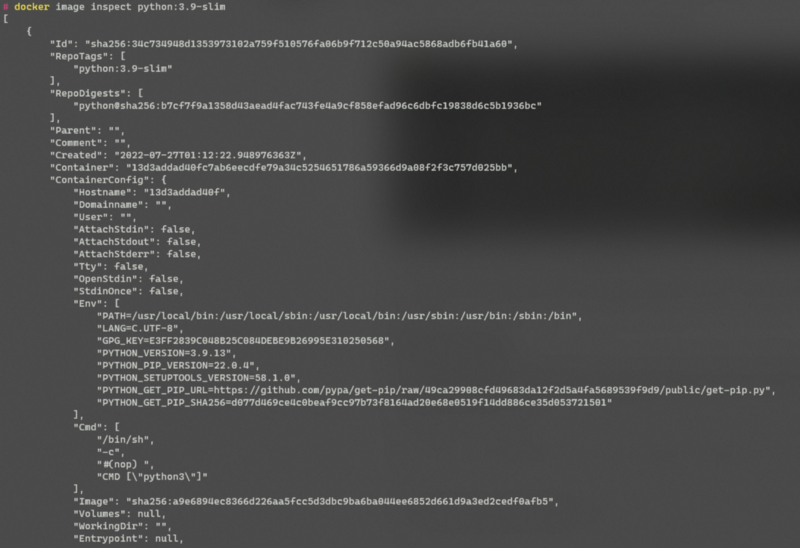 # docker image inspect python:3.9-slim
[
    {
        "Id": "sha256:34c734948d1353973102a759f510576fa06b9f712c50a94ac5868adb6fb41a60",
        "RepoTags": [
            "python:3.9-slim"
        ],
        "RepoDigests": [
            "python@sha256:b7cf7f9a1358d43aead4fac743fe4a9cf858efad96c6dbfc19838d6c5b1936bc"
        ],
        "Parent": "",
        "Comment": "",
        "Created": "2022-07-27T01:12:22.948976363Z",
        "Container": "13d3addad40fc7ab6eecdfe79a34c5254651786a59366d9a08f2f3c757d025bb",
        "ContainerConfig": {
            "Hostname": "13d3addad40f",
            "Domainname": "",
            "User": "",
            "AttachStdin": false,
            "AttachStdout": false,
            "AttachStderr": false,
            "Tty": false,
            "OpenStdin": false,
            "StdinOnce": false,
            "Env": [
                "PATH=/usr/local/bin:/usr/local/sbin:/usr/local/bin:/usr/sbin:/usr/bin:/sbin:/bin",
                "LANG=C.UTF-8",
                "GPG_KEY=E3FF2839C048B25C084DEBE9B26995E310250568",
                "PYTHON_VERSION=3.9.13",
                "PYTHON_PIP_VERSION=22.0.4",
                "PYTHON_SETUPTOOLS_VERSION=58.1.0",
                "PYTHON_GET_PIP_URL=https://github.com/pypa/get-pip/raw/49ca29908cfd49683da12f2d5a4fa5689539f9d9/public/get-pip.py",
                "PYTHON_GET_PIP_SHA256=d077d469ce4c0beaf9cc97b73f8164ad20e68e0519f14dd886ce35d053721501"
            ],
            "Cmd": [
                "/bin/sh",
                "-c",
                "#(nop) ",
                "CMD [\"python3\"]"
            ],
            "Image": "sha256:a9e6894ec8366d226aa5fcc5d3dbc9ba6ba044ee6852d661d9a3ed2cedf0afb5",
            "Volumes": null,
            "WorkingDir": "",
            "Entrypoint": null,